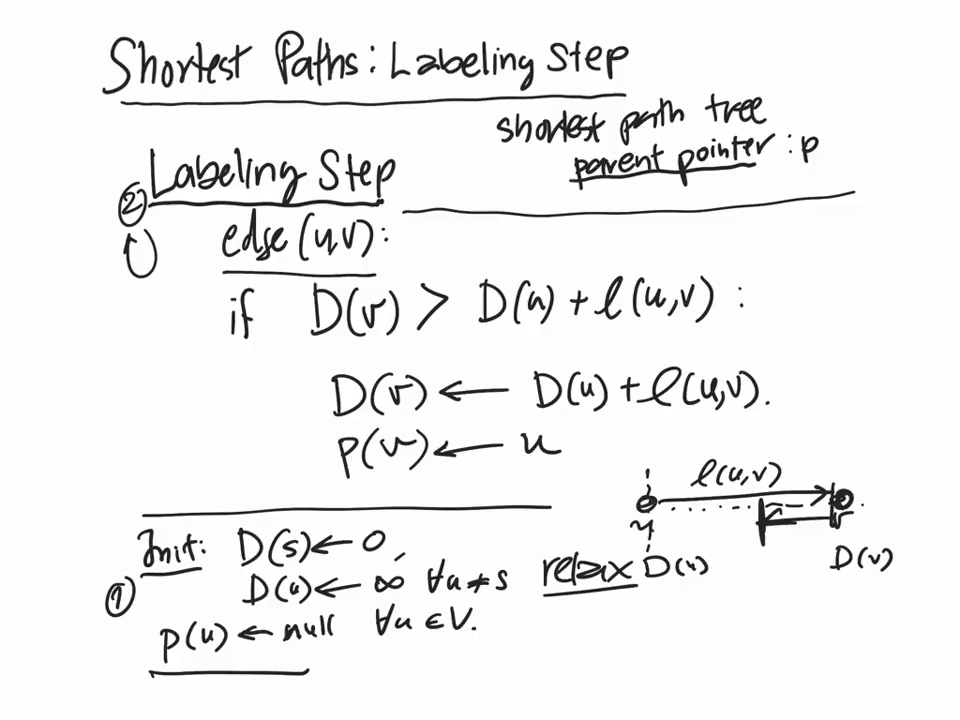 Shortest Paths: Labeling Step
shortest path tree
parent pointer : p
② Labeling Step
edge (u,v):
if D(v) > D(u) + l(u,v) :
D(v) ← D(u) + l(u,v).
p(v) ← u
l(u,v)
u v
relax D(u) D(v)
Init: D(s) ← 0,
① D(u) ← ∞ ∀u ≠ s
p(u) ← null ∀u ∈ V.